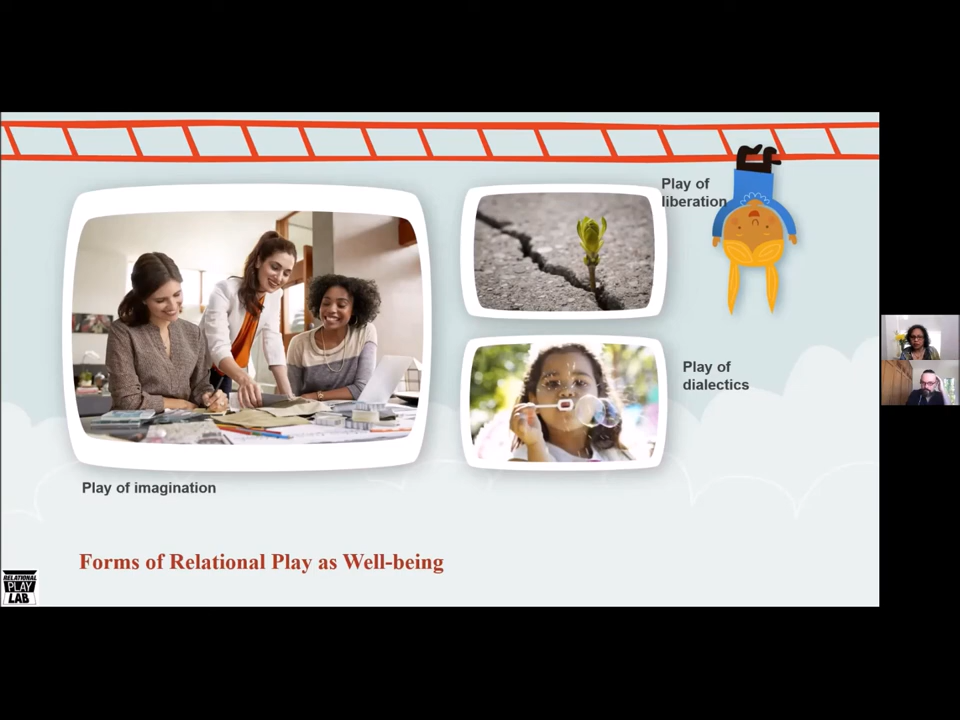 Play of
liberation
Play of
dialectics
Play of imagination
Forms of Relational Play as Well-being
RELATIONAL
PLAY
LAB